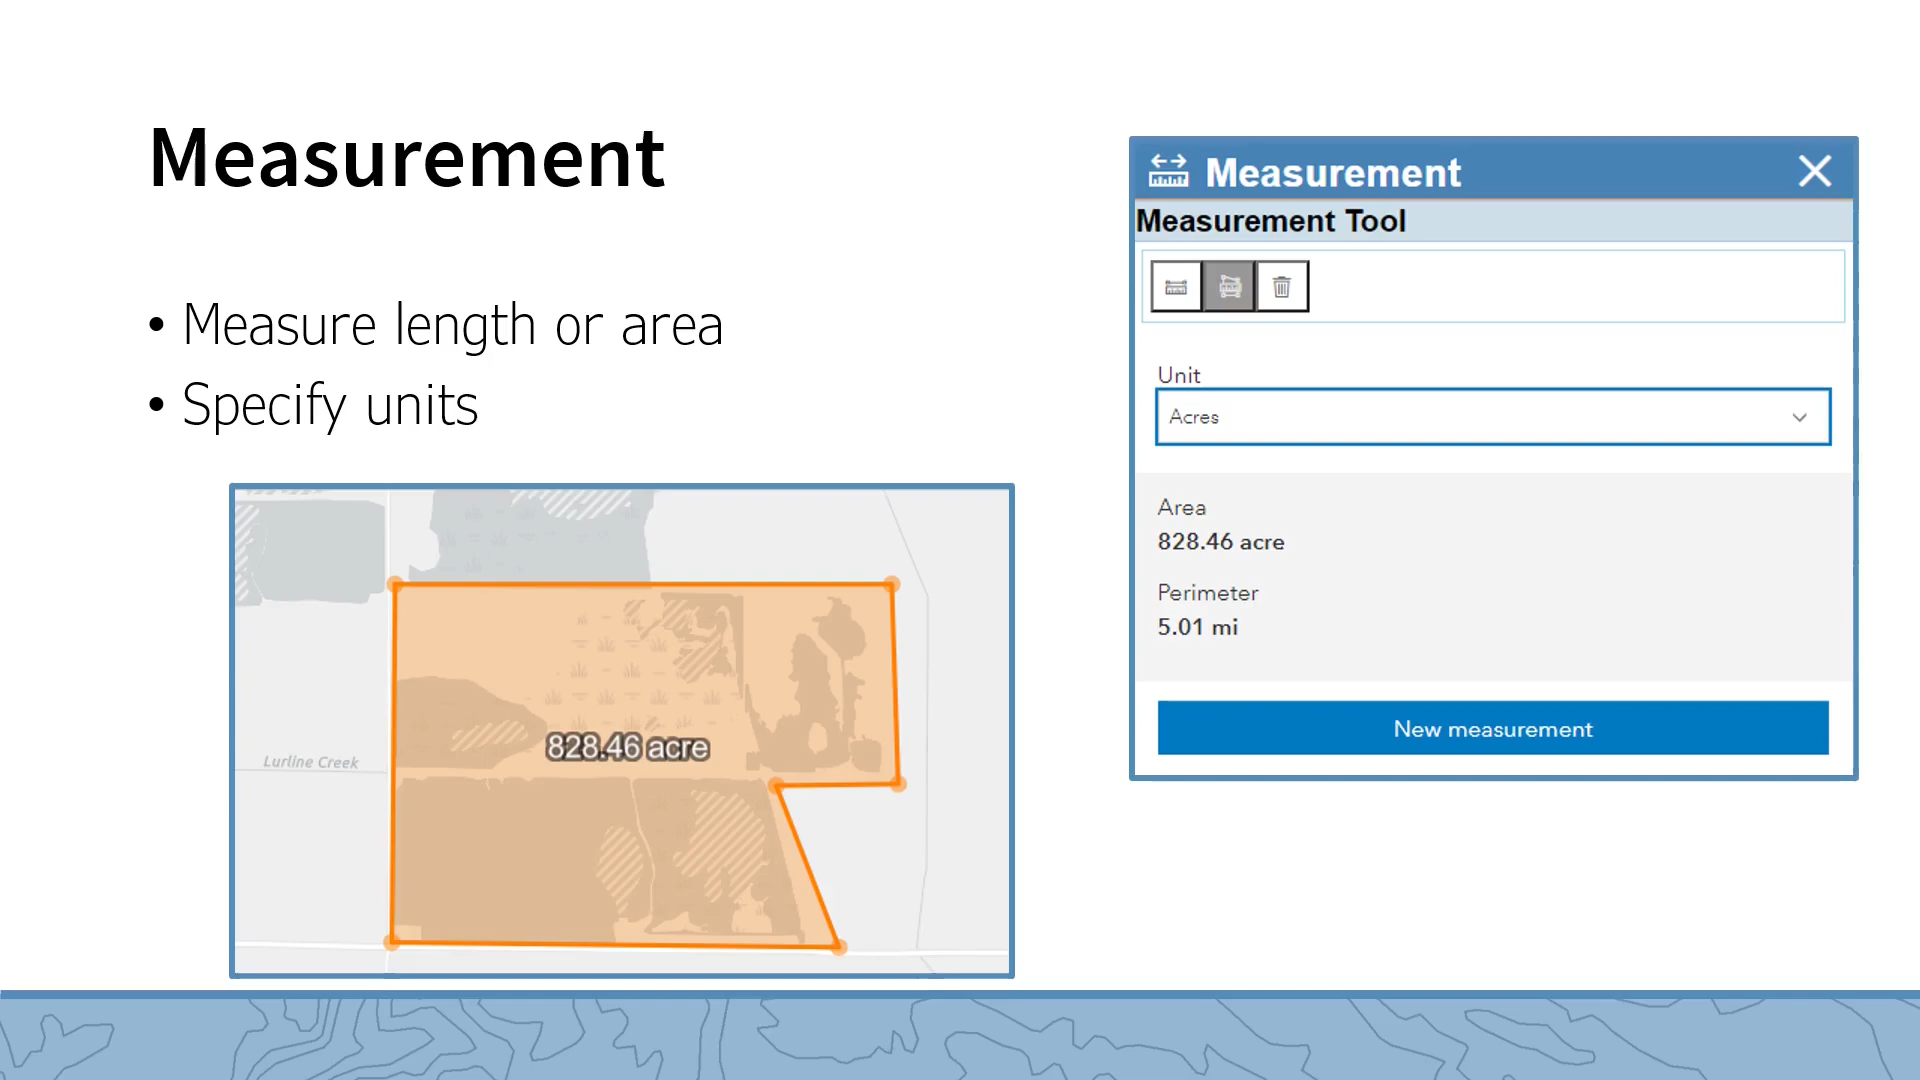 Measurement
• Measure length or area
• Specify units
Lurline Creek
828.46 acre
Measurement
Measurement Tool
Unit
Acres
Area
828.46 acre
Perimeter
5.01 mi
New measurement